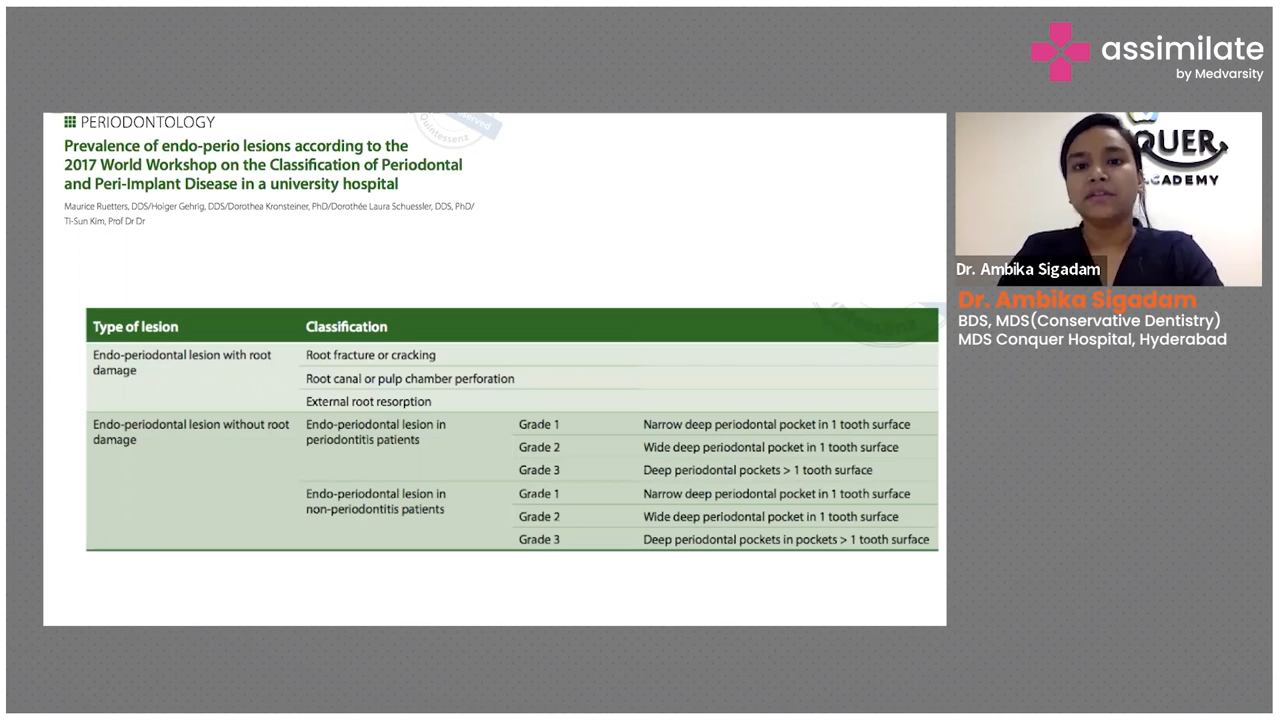 assimilate
by Medvarsity
PERIODONTOLOGY
Quintessenz
Prevalence of endo-perio lesions according to the
2017 World Workshop on the Classification of Periodontal
and Peri-Implant Disease in a university hospital
Maurice Ruetters, DDS/Holger Gehrig, DDS/Dorothea Kronsteiner, PhD/Dorothée Laura Schuessler, DDS, PhD/
Ti-Sun Kim, Prof Dr Dr
Type of lesion Classification
Endo-periodontal lesion with root
damage
Root fracture or cracking
Root canal or pulp chamber perforation
External root resorption
Endo-periodontal lesion without root
damage
Endo-periodontal lesion in
periodontitis patients
Grade 1 Narrow deep periodontal pocket in 1 tooth surface
Grade 2 Wide deep periodontal pocket in 1 tooth surface
Grade 3 Deep periodontal pockets > 1 tooth surface
Endo-periodontal lesion in
non-periodontitis patients
Grade 1 Narrow deep periodontal pocket in 1 tooth surface
Grade 2 Wide deep periodontal pocket in 1 tooth surface
Grade 3 Deep periodontal pockets in pockets > 1 tooth surface
QUER
ACADEMY
Dr. Ambika Sigadam
Dr. Ambika Sigadam
BDS, MDS(Conservative Dentistry)
MDS Conquer Hospital, Hyderabad